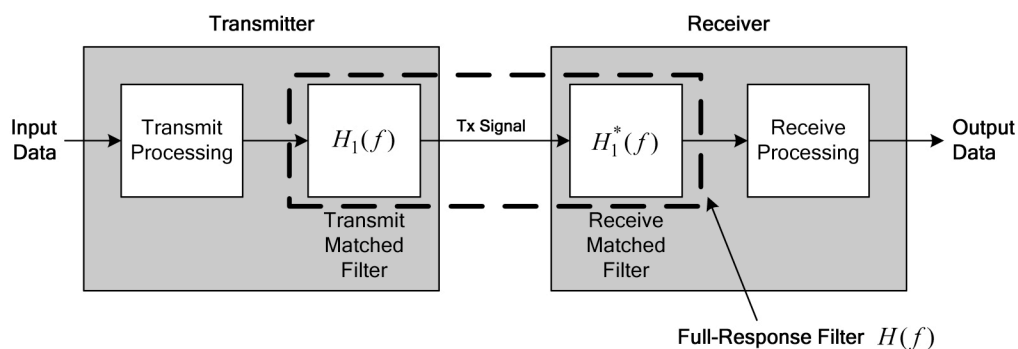 Transmitter
Receiver
Input
Data
Transmit
Processing
H₁(f)
Tx Signal
H₁*(f)
Receive
Processing
Output
Data
Transmit
Matched
Filter
Receive
Matched
Filter
Full-Response Filter H(f)